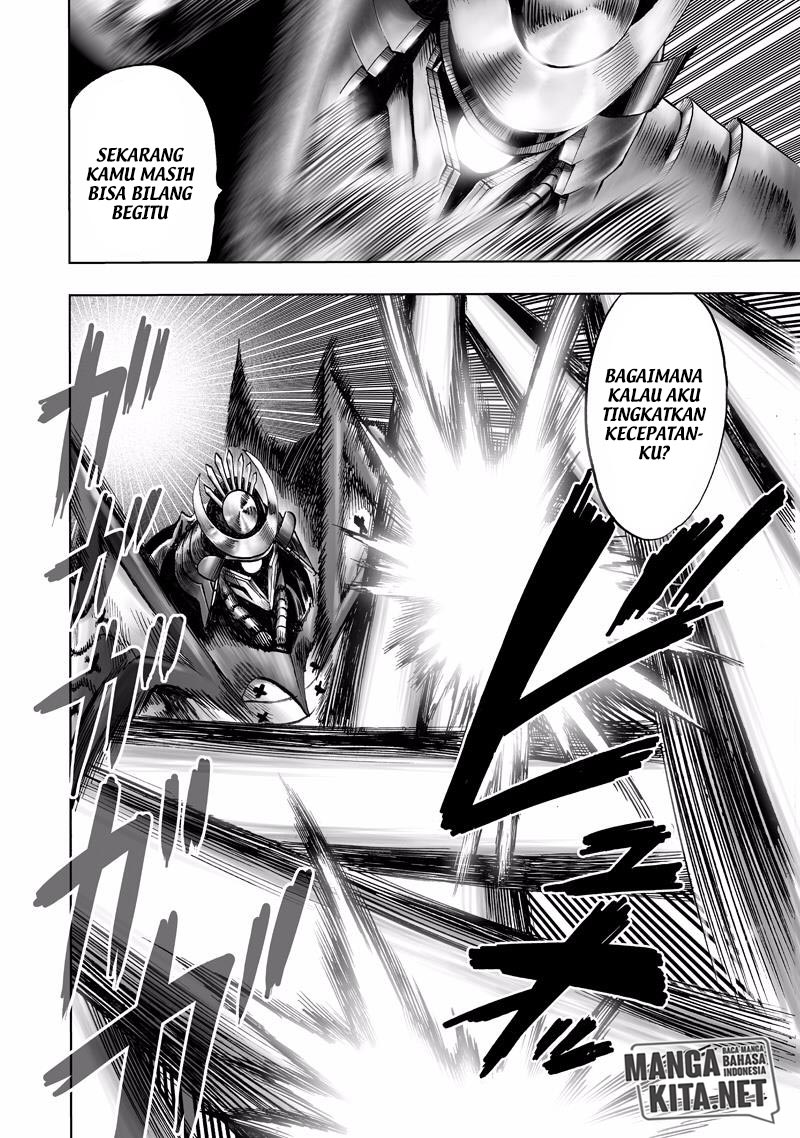 SEKARANG
KAMU MASIH
BISA BILANG
BEGITU
BAGAIMANA
KALAU AKU
TINGKATKAN
KECEPATAN-
KU?
ガガガガ
ガガ
ビュオ
MANGA
BACA MANGA
BAHASA
INDONESIA
KITA.NET